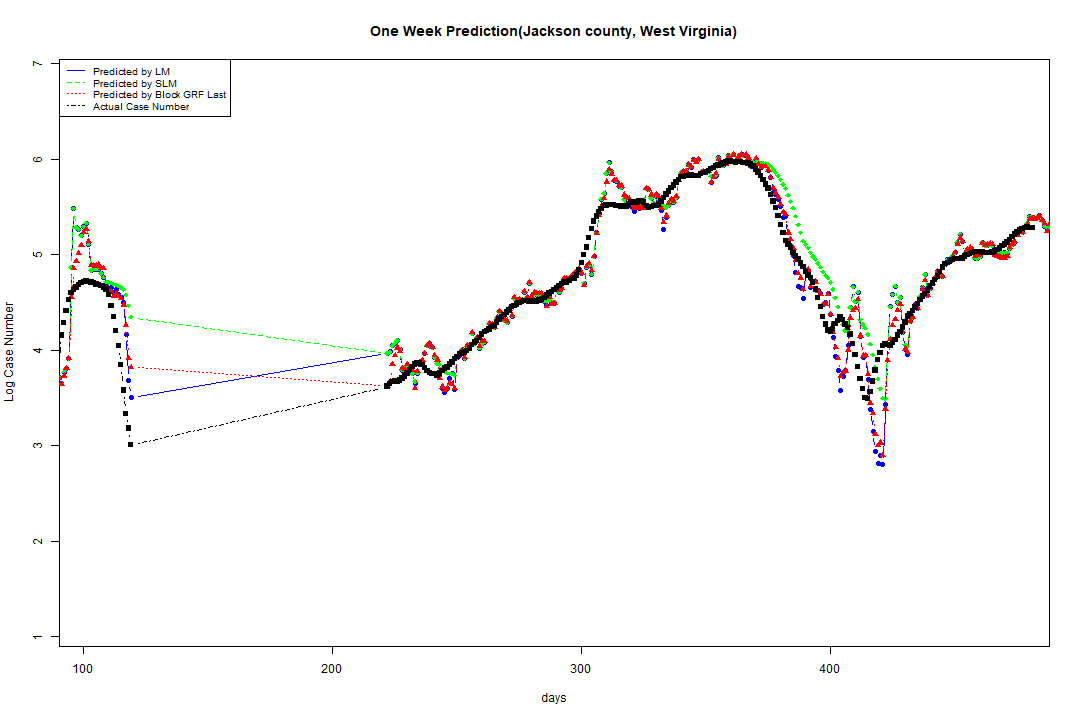 One Week Prediction(Jackson county, West Virginia)
Predicted by LM
Predicted by SLM
Predicted by Block GRF Last
Actual Case Number
7
6
5
4
3
2
1
Log Case Number
100 200 300 400
days